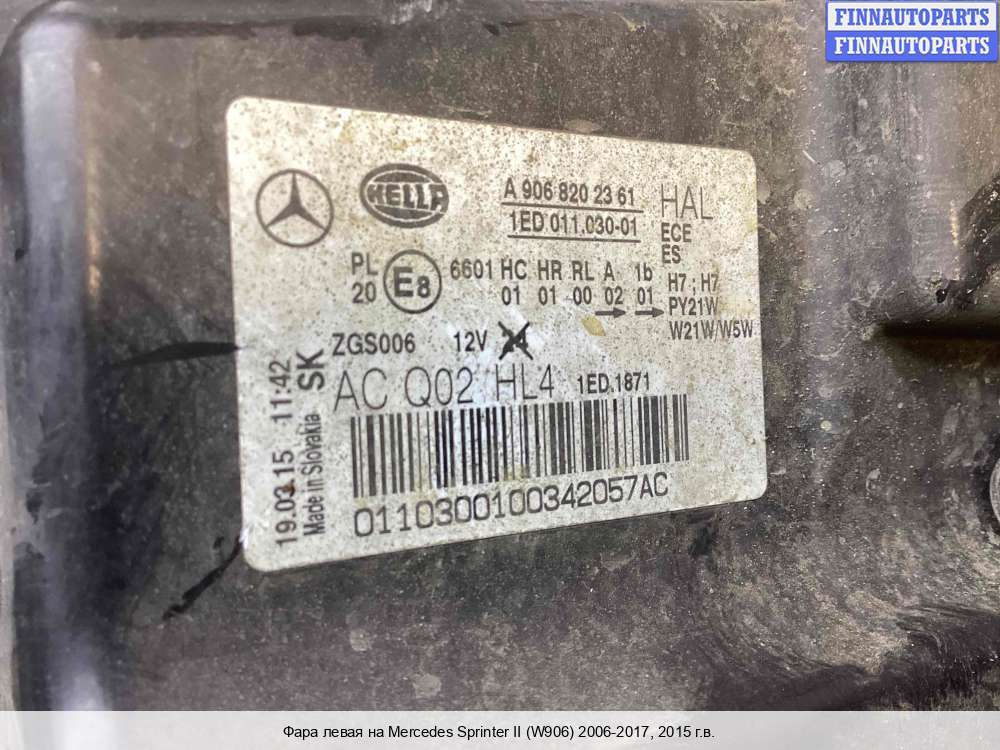 FINNAUTOPARTS
FINNAUTOPARTS
HELLA
A 906 820 23 61
HAL
1ED 011.030-01
ECE
ES
PL
20
E8
6601 HC HR RL A 1b
01 01 00 02 01
H7 ; H7
PY21W
W21W/W5W
ZGS006 12V 24
AC Q02 HL4 1ED.1871
0110300100342057AC
19.03.15 11:42
Made in Slovakia SK
Фара левая на Mercedes Sprinter II (W906) 2006-2017, 2015 г.в.